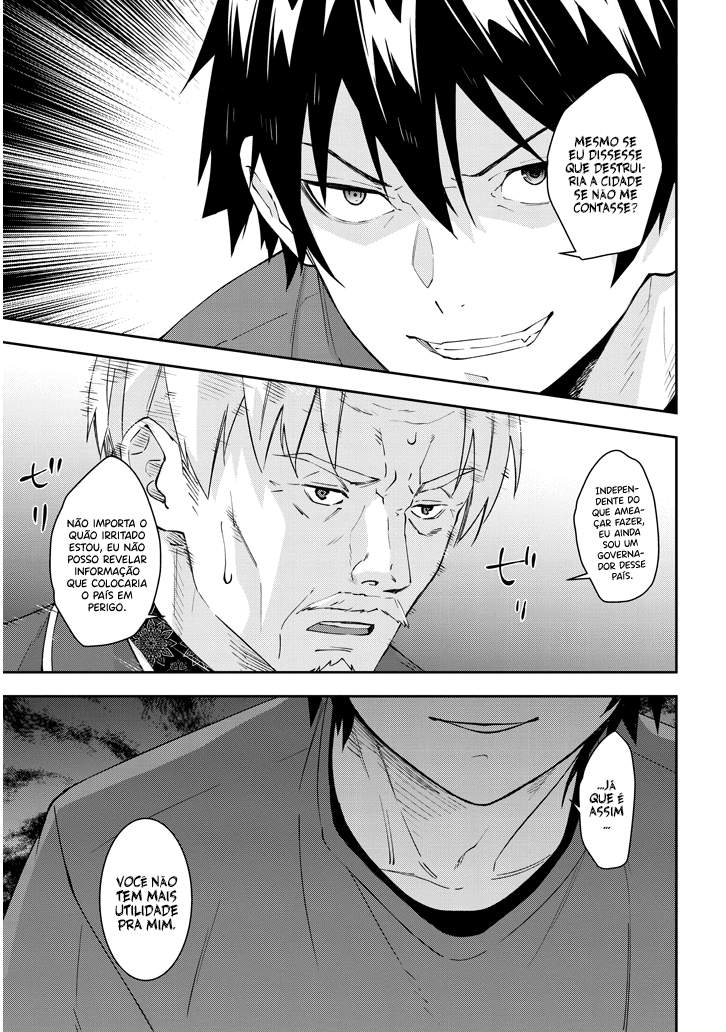 MESMO SE
EU DISSESSE
QUE DESTRUI-
RIA A CIDADE
SE NÃO ME
CONTASSE?
INDEPEN-
DENTE DO
QUE AMEA-
ÇAR FAZER,
EU AINDA
SOU UM
GOVERNA-
DOR DESSE
PAÍS.
ゼ
ゼ
NÃO IMPORTA O
QUÃO IRRITADO
ESTOU, EU NÃO
POSSO REVELAR
INFORMAÇÃO
QUE COLOCARIA
O PAÍS EM
PERIGO.
...JÁ
QUE É
ASSIM
...
VOCÊ NÃO
TEM MAIS
UTILIDADE
PRA MIM.